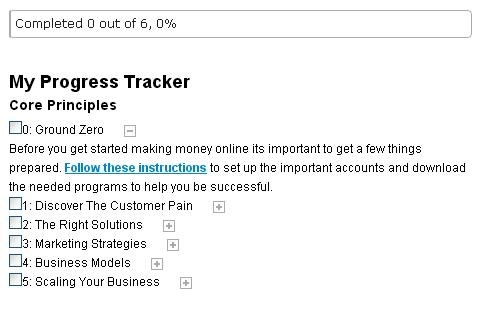 Completed 0 out of 6, 0%
My Progress Tracker
Core Principles
0: Ground Zero
Before you get started making money online its important to get a few things
prepared. Follow these instructions to set up the important accounts and download
the needed programs to help you be successful.
1: Discover The Customer Pain
2: The Right Solutions
3: Marketing Strategies
4: Business Models
5: Scaling Your Business